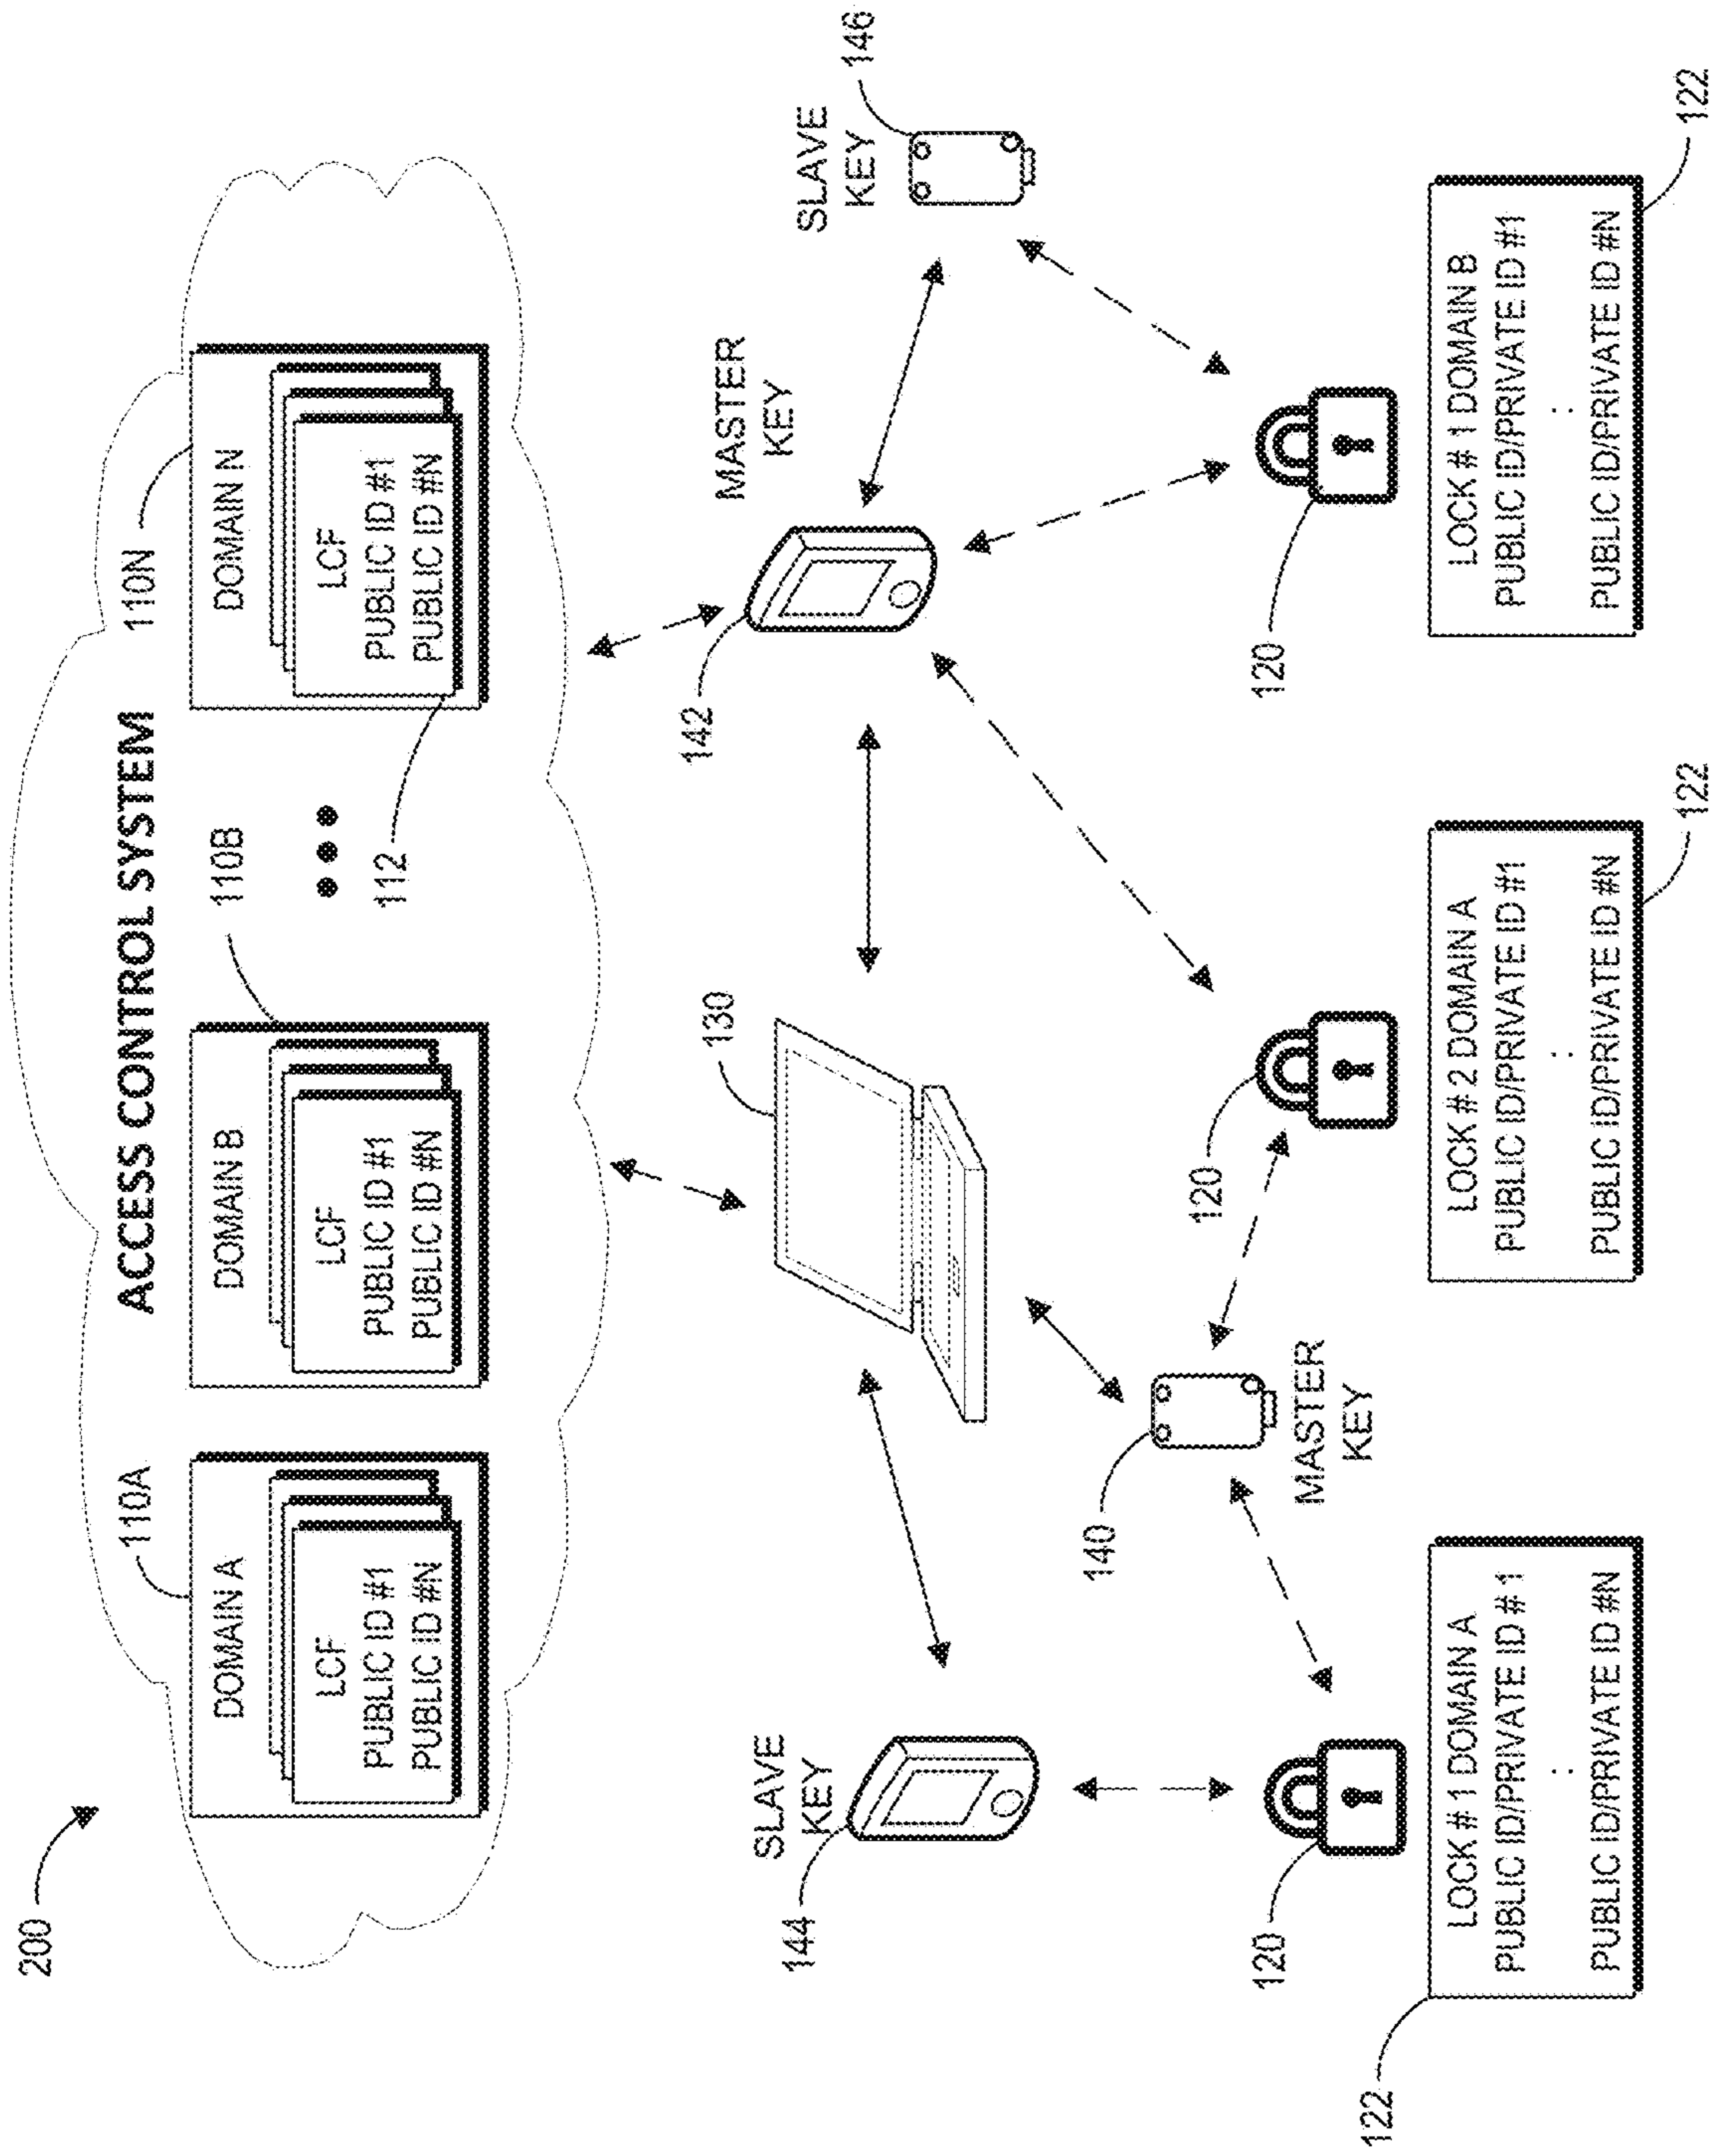 200
ACCESS CONTROL SYSTEM
110A
110B
110N
DOMAIN A
LCF
PUBLIC ID #1
PUBLIC ID #N
DOMAIN B
LCF
PUBLIC ID #1
PUBLIC ID #N
DOMAIN N
LCF
PUBLIC ID #1
PUBLIC ID #N
112
130
142
MASTER
KEY
SLAVE
KEY
146
SLAVE
KEY
144
140
MASTER
KEY
120
120
120
LOCK # 1 DOMAIN A
PUBLIC ID/PRIVATE ID # 1
:
PUBLIC ID/PRIVATE ID #N
122
LOCK # 2 DOMAIN A
PUBLIC ID/PRIVATE ID #1
:
PUBLIC ID/PRIVATE ID #N
122
LOCK # 1 DOMAIN B
PUBLIC ID/PRIVATE ID #1
:
PUBLIC ID/PRIVATE ID #N
122